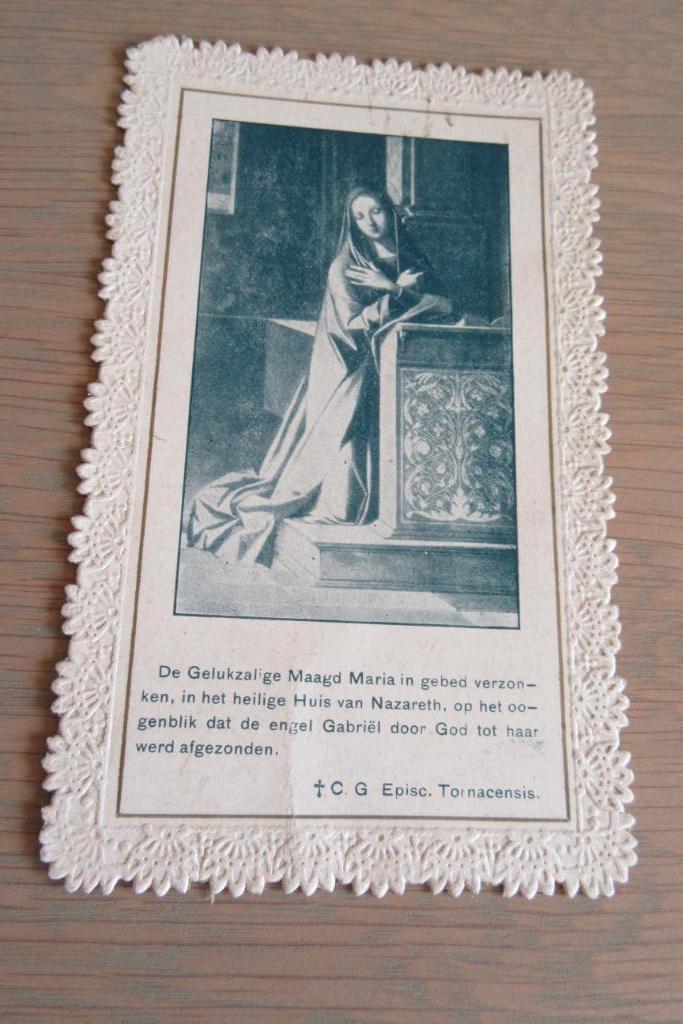 De Gelukzalige Maagd Maria in gebed verzon-
ken, in het heilige Huis van Nazareth, op het oo-
genblik dat de engel Gabriël door God tot haar
werd afgezonden.
† C. G Episc. Tornacensis.